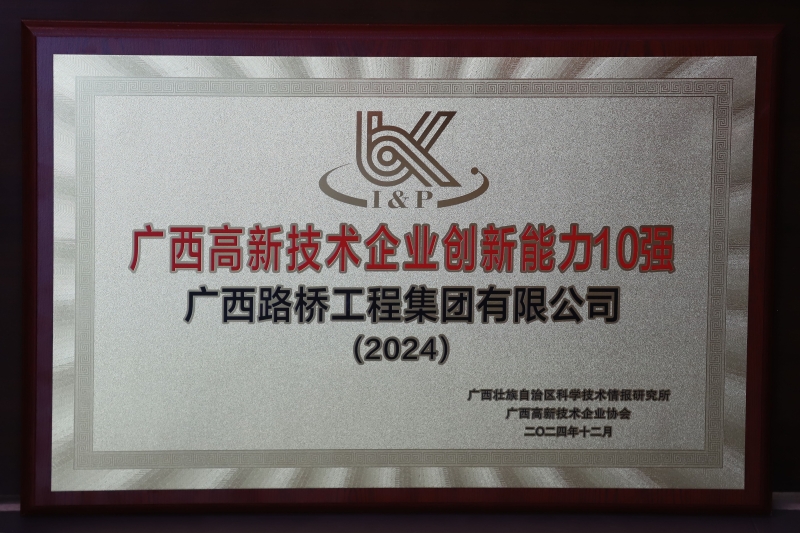 I&P
广西高新技术企业创新能力10强
广西路桥工程集团有限公司
(2024)
广西壮族自治区科学技术情报研究所
广西高新技术企业协会
二〇二四年十二月